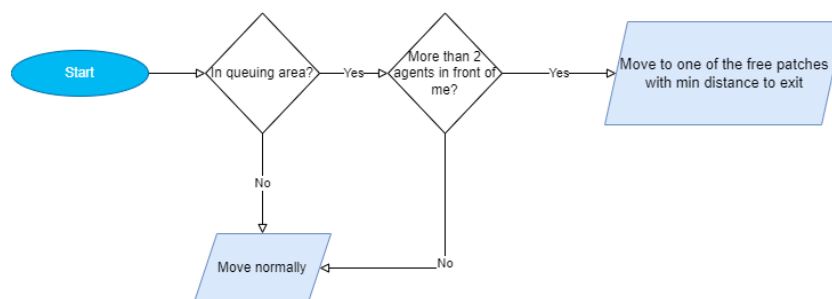 Start
In queuing area?
Yes
More than 2
agents in front of
me?
Yes
Move to one of the free patches
with min distance to exit
No
No
Move normally